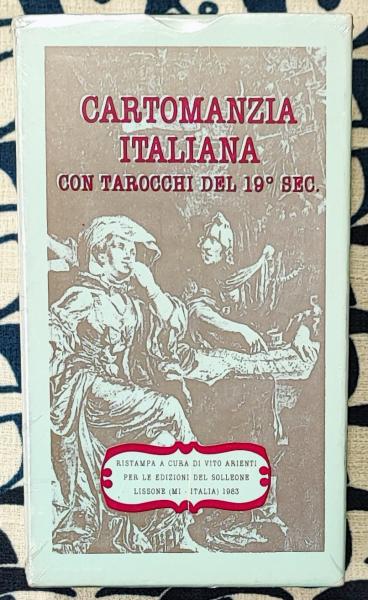 CARTOMANZIA
ITALIANA
CON TAROCCHI DEL 19° SEC.
RISTAMPA A CURA DI VITO ARIENTI
PER LE EDIZIONI DEL SOLLEONE
LISSONE (MI - ITALIA) 1983